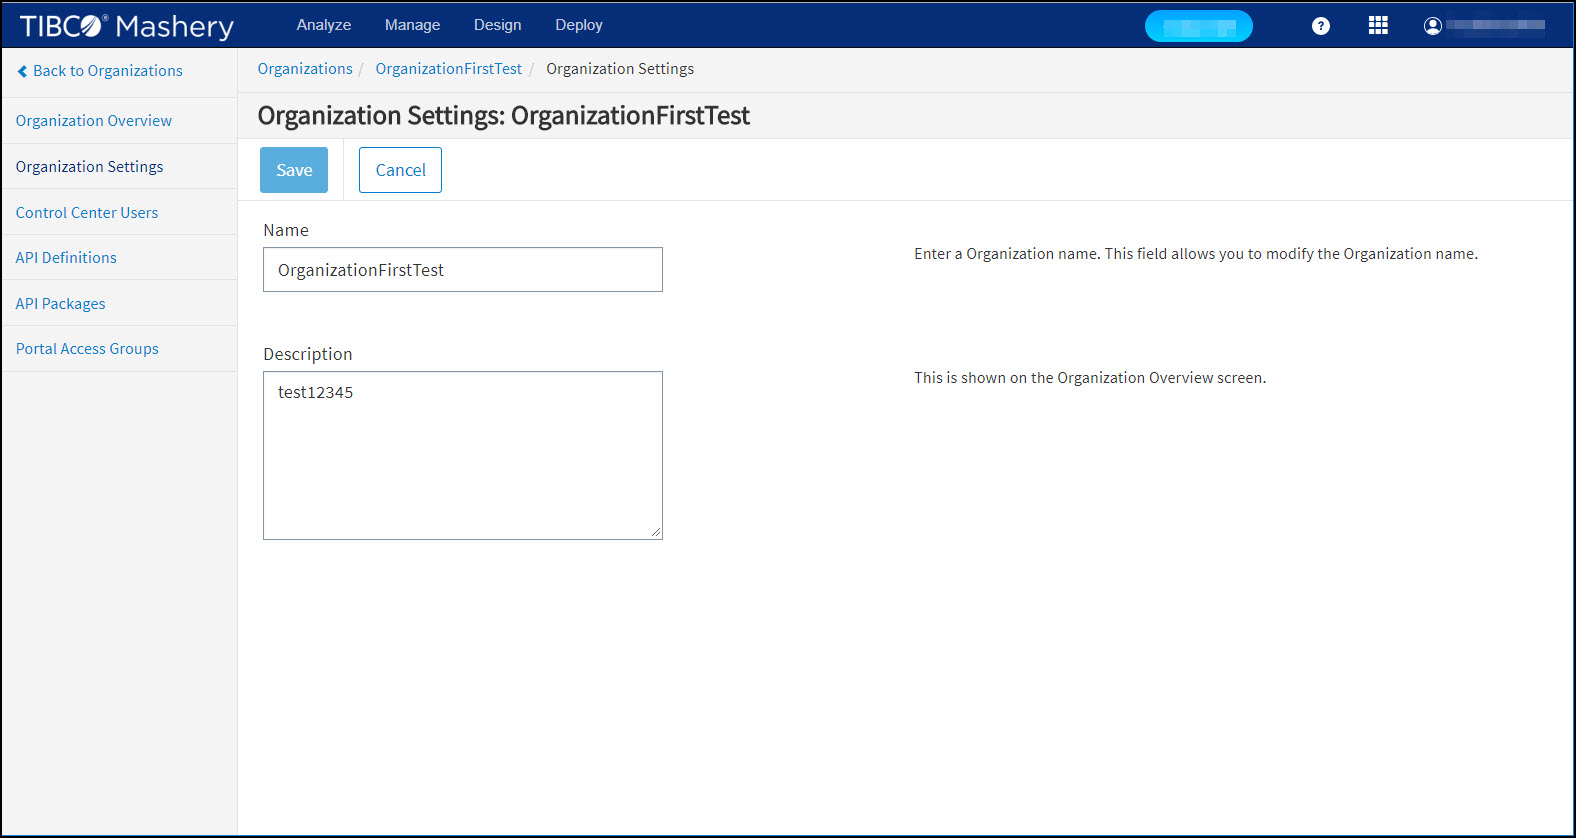 TIBCO® Mashery Analyze Manage Design Deploy ?
Back to Organizations
Organizations / OrganizationFirstTest / Organization Settings
Organization Overview
Organization Settings
Control Center Users
API Definitions
API Packages
Portal Access Groups
Organization Settings: OrganizationFirstTest
Save Cancel
Name
OrganizationFirstTest
Enter a Organization name. This field allows you to modify the Organization name.
Description
test12345
This is shown on the Organization Overview screen.